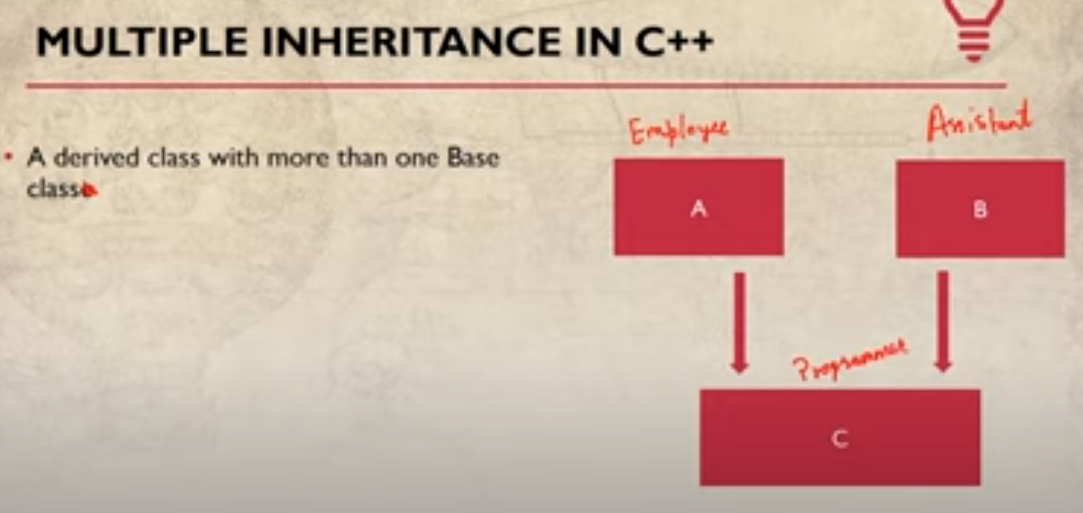 MULTIPLE INHERITANCE IN C++
• A derived class with more than one Base
class
Employee
Assistant
A
B
Programmer
C